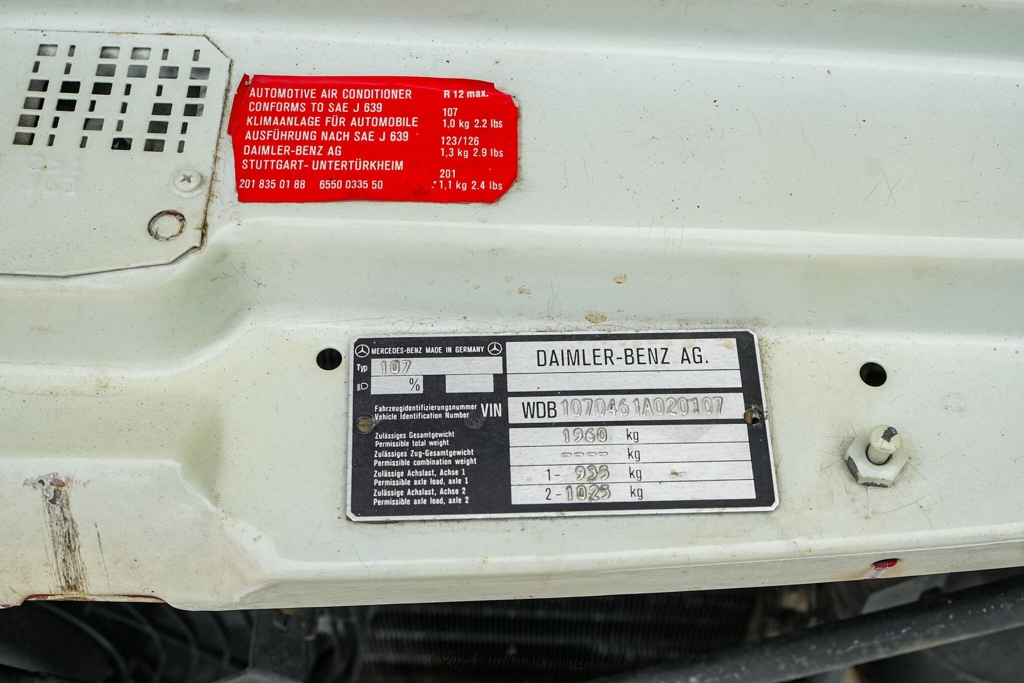 AUTOMOTIVE AIR CONDITIONER R 12 max.
CONFORMS TO SAE J 639 107
KLIMAANLAGE FÜR AUTOMOBILE 1,0 kg 2.2 lbs
AUSFÜHRUNG NACH SAE J 639 123/126
DAIMLER-BENZ AG 1,3 kg 2.9 lbs
STUTTGART-UNTERTÜRKHEIM 201
201 835 01 88 6550 0335 50 1,1 kg 2.4 lbs
MERCEDES-BENZ MADE IN GERMANY
Typ 107
%
DAIMLER-BENZ AG.
Fahrzeugidentifizierungsnummer
Vehicle Identification Number VIN WDB 1070461A020107
Zulässiges Gesamtgewicht
Permissible total weight 1960 kg
Zulässiges Zug-Gesamtgewicht
Permissible combination weight ---- kg
Zulässige Achslast, Achse 1
Permissible axle load, axle 1 1- 935 kg
Zulässige Achslast, Achse 2
Permissible axle load, axle 2 2- 1025 kg